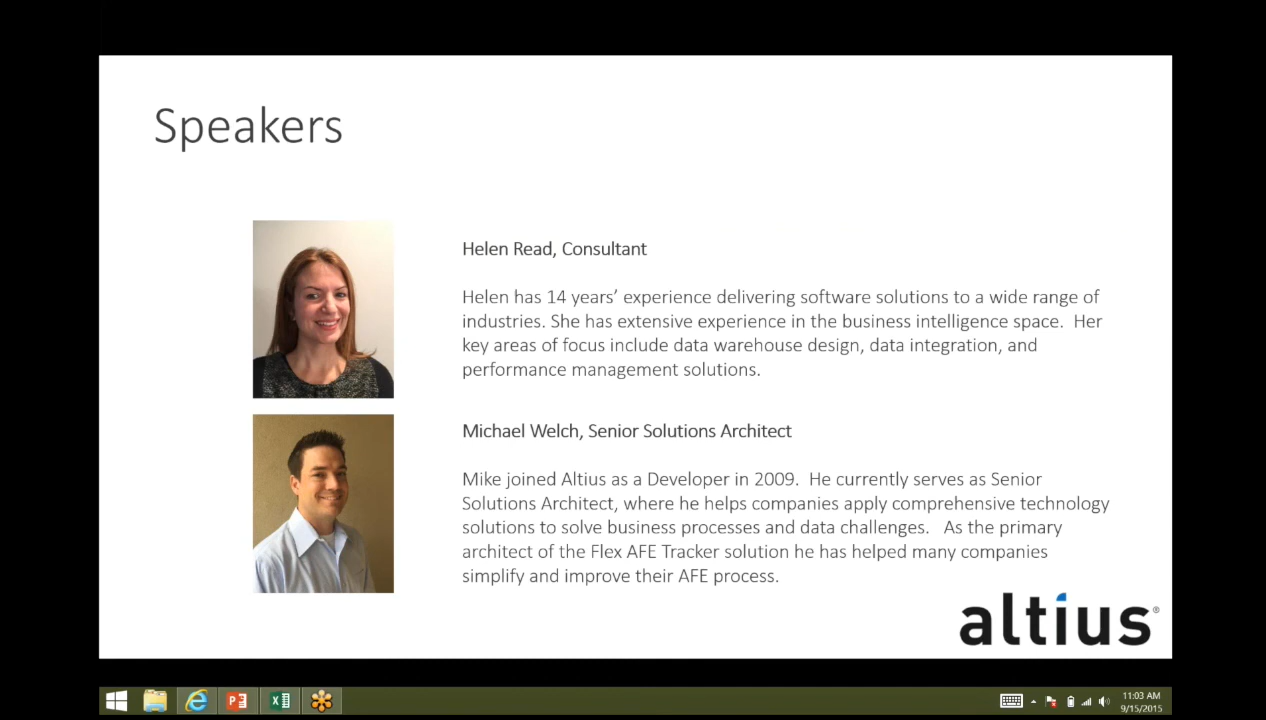 Speakers
Helen Read, Consultant
Helen has 14 years’ experience delivering software solutions to a wide range of
industries. She has extensive experience in the business intelligence space.  Her
key areas of focus include data warehouse design, data integration, and
performance management solutions.
Michael Welch, Senior Solutions Architect
Mike joined Altius as a Developer in 2009.  He currently serves as Senior
Solutions Architect, where he helps companies apply comprehensive technology
solutions to solve business processes and data challenges.   As the primary
architect of the Flex AFE Tracker solution he has helped many companies
simplify and improve their AFE process.
altius®
11:03 AM
9/15/2015